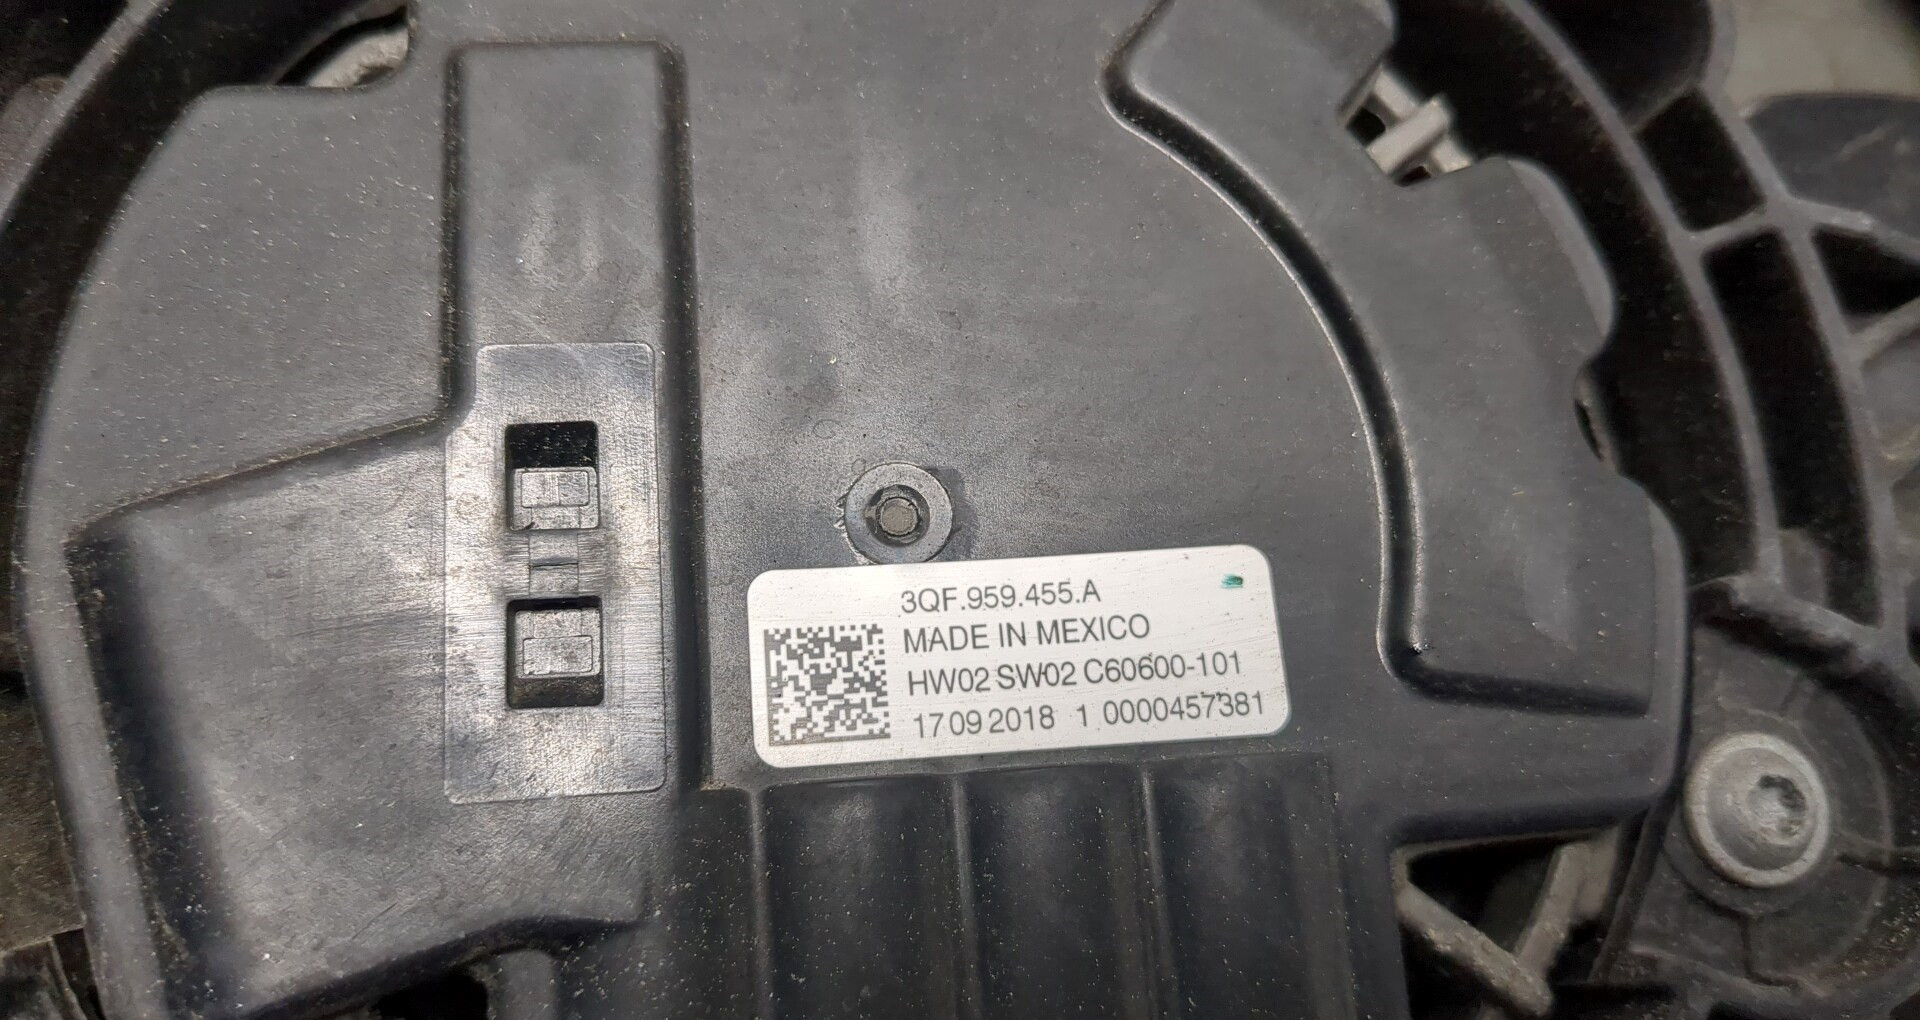 3QF.959.455.A
MADE IN MEXICO
HW02 SW02 C60600-101
17 09 2018 1 0000457381